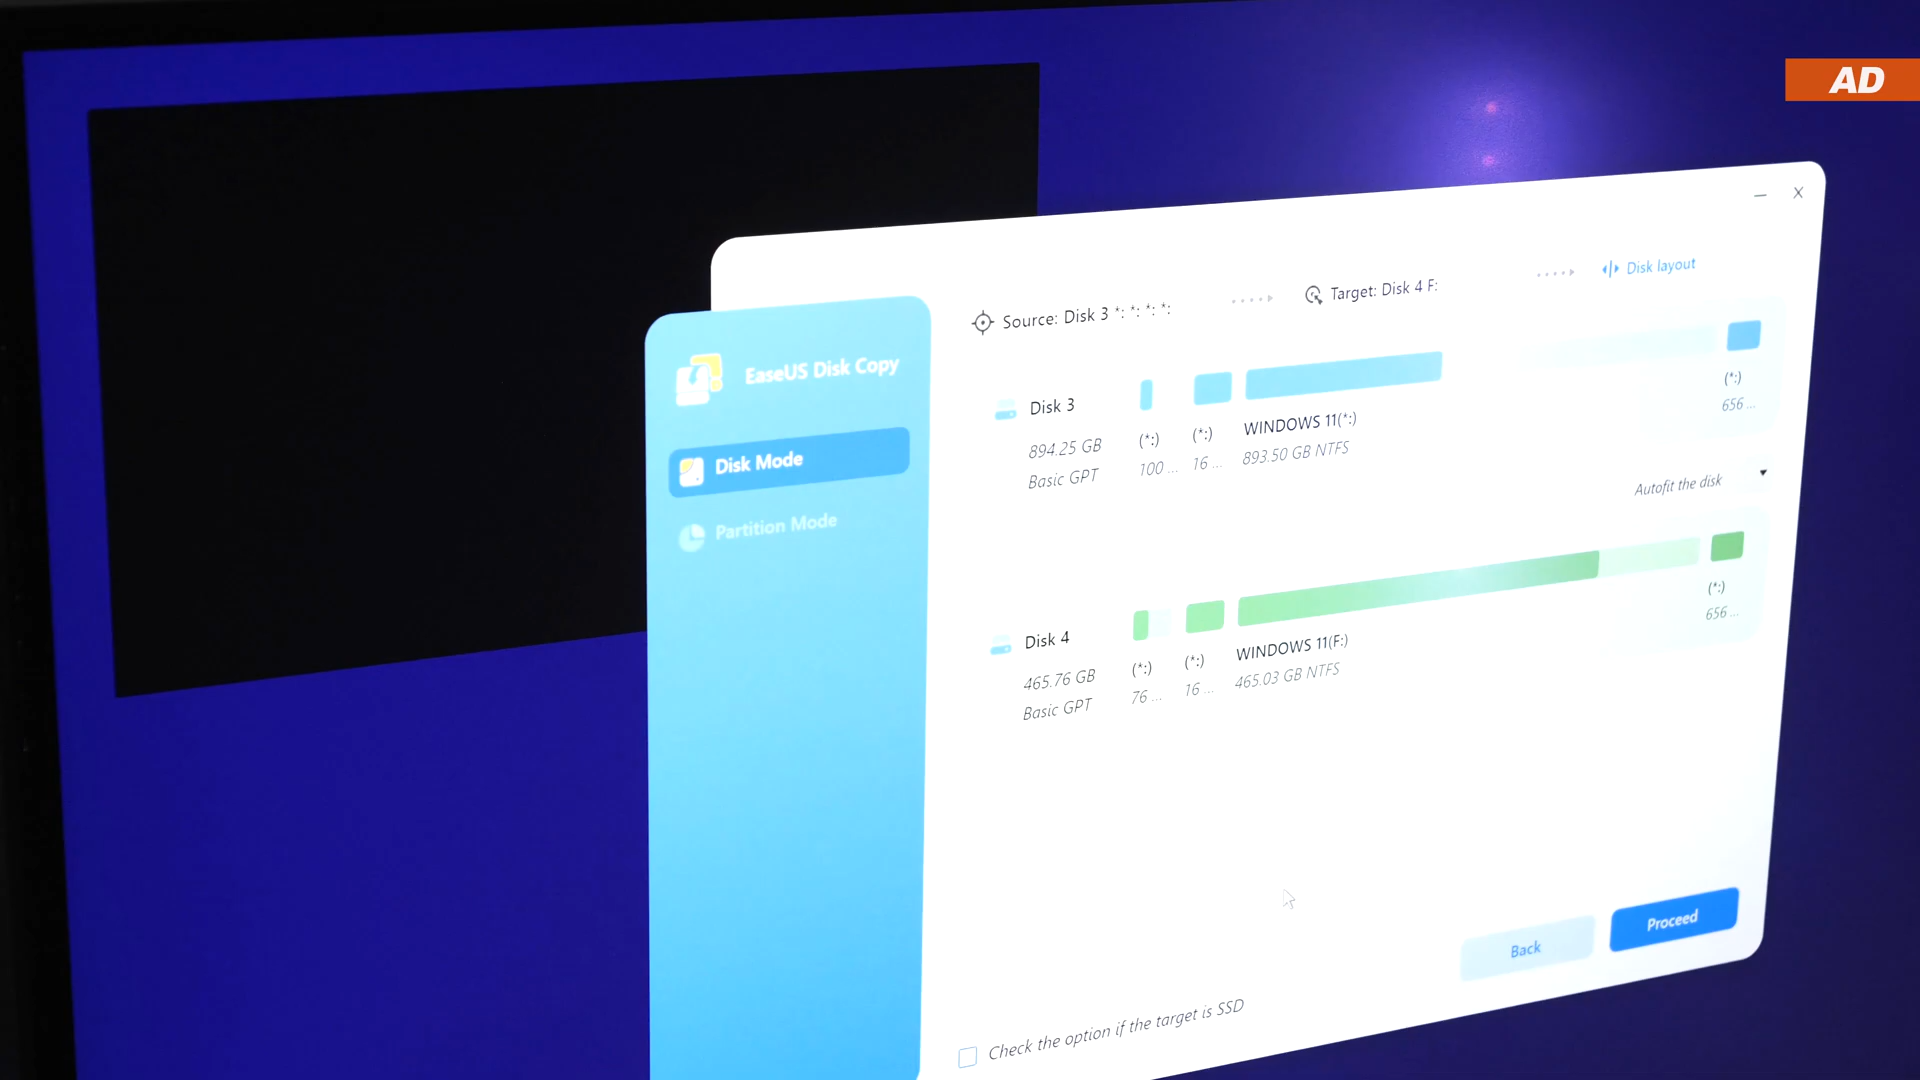 AD
Source: Disk 3 *: *: *: *:
Target: Disk 4 F:
Disk layout
EaseUS Disk Copy
Disk Mode
Partition Mode
Disk 3
894.25 GB
Basic GPT
(*:)
100 ...
(*:)
16 ...
WINDOWS 11(*:)
893.50 GB NTFS
(*:)
656 ...
Autofit the disk
Disk 4
465.76 GB
Basic GPT
(*:)
76 ...
(*:)
16 ...
WINDOWS 11(F:)
465.03 GB NTFS
(*:)
656 ...
Back
Proceed
Check the option if the target is SSD